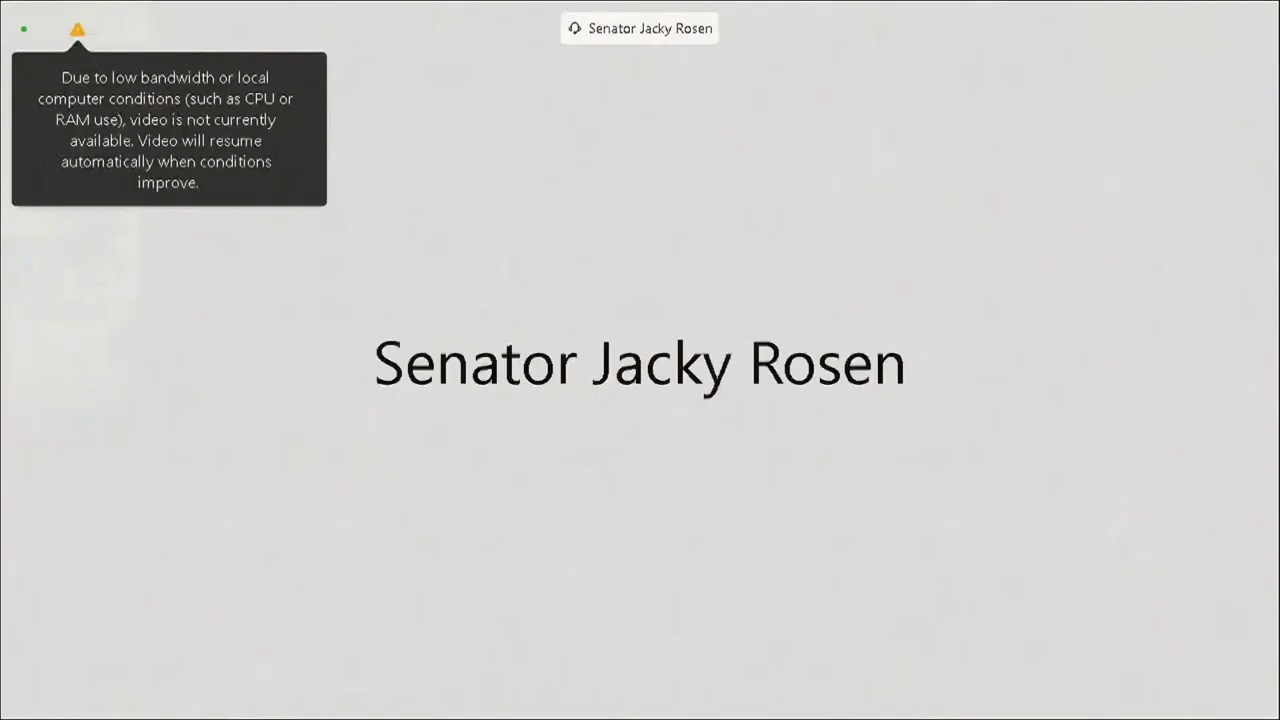 Senator Jacky Rosen
Due to low bandwidth or local
computer conditions (such as CPU or
RAM use), video is not currently
available. Video will resume
automatically when conditions
improve.
Senator Jacky Rosen